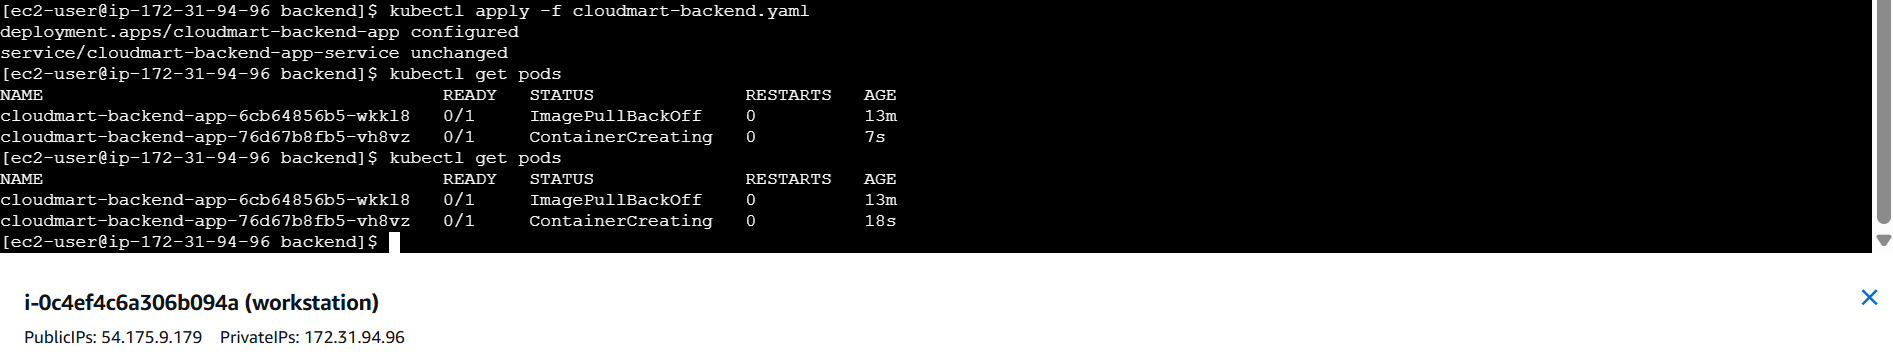 [ec2-user@ip-172-31-94-96 backend]$ kubectl apply -f cloudmart-backend.yaml
deployment.apps/cloudmart-backend-app configured
service/cloudmart-backend-app-service unchanged
[ec2-user@ip-172-31-94-96 backend]$ kubectl get pods
NAME READY STATUS RESTARTS AGE
cloudmart-backend-app-6cb64856b5-wkkl8 0/1 ImagePullBackOff 0 13m
cloudmart-backend-app-76d67b8fb5-vh8vz 0/1 ContainerCreating 0 7s
[ec2-user@ip-172-31-94-96 backend]$ kubectl get pods
NAME READY STATUS RESTARTS AGE
cloudmart-backend-app-6cb64856b5-wkkl8 0/1 ImagePullBackOff 0 13m
cloudmart-backend-app-76d67b8fb5-vh8vz 0/1 ContainerCreating 0 18s
[ec2-user@ip-172-31-94-96 backend]$
i-0c4ef4c6a306b094a (workstation)
PublicIPs: 54.175.9.179 PrivateIPs: 172.31.94.96